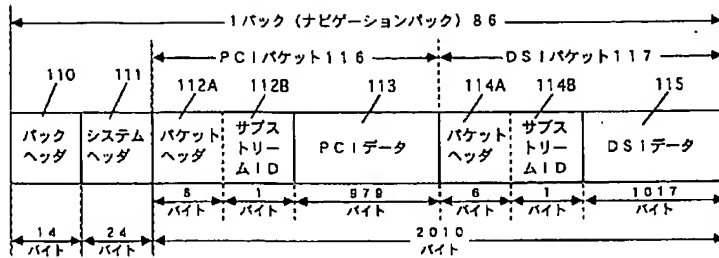 1パック（ナビゲーションパック）86
PCIパケット116
DSIパケット117
110
111
112A
112B
113
114A
114B
115
パック
ヘッダ
システム
ヘッダ
パケット
ヘッダ
サブス
トリー
ムID
PCIデータ
パケット
ヘッダ
サブス
トリー
ムID
DSIデータ
6
バイト
1
バイト
979
バイト
6
バイト
1
バイト
1017
バイト
14
バイト
24
バイト
2010
バイト